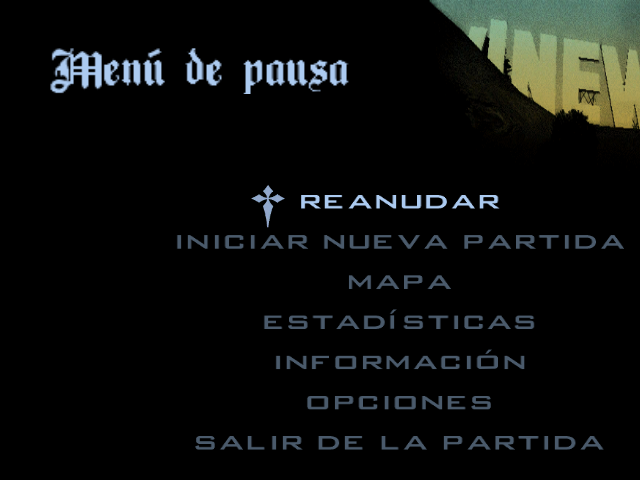 Menú de pausa
REANUDAR
INICIAR NUEVA PARTIDA
MAPA
ESTADÍSTICAS
INFORMACIÓN
OPCIONES
SALIR DE LA PARTIDA